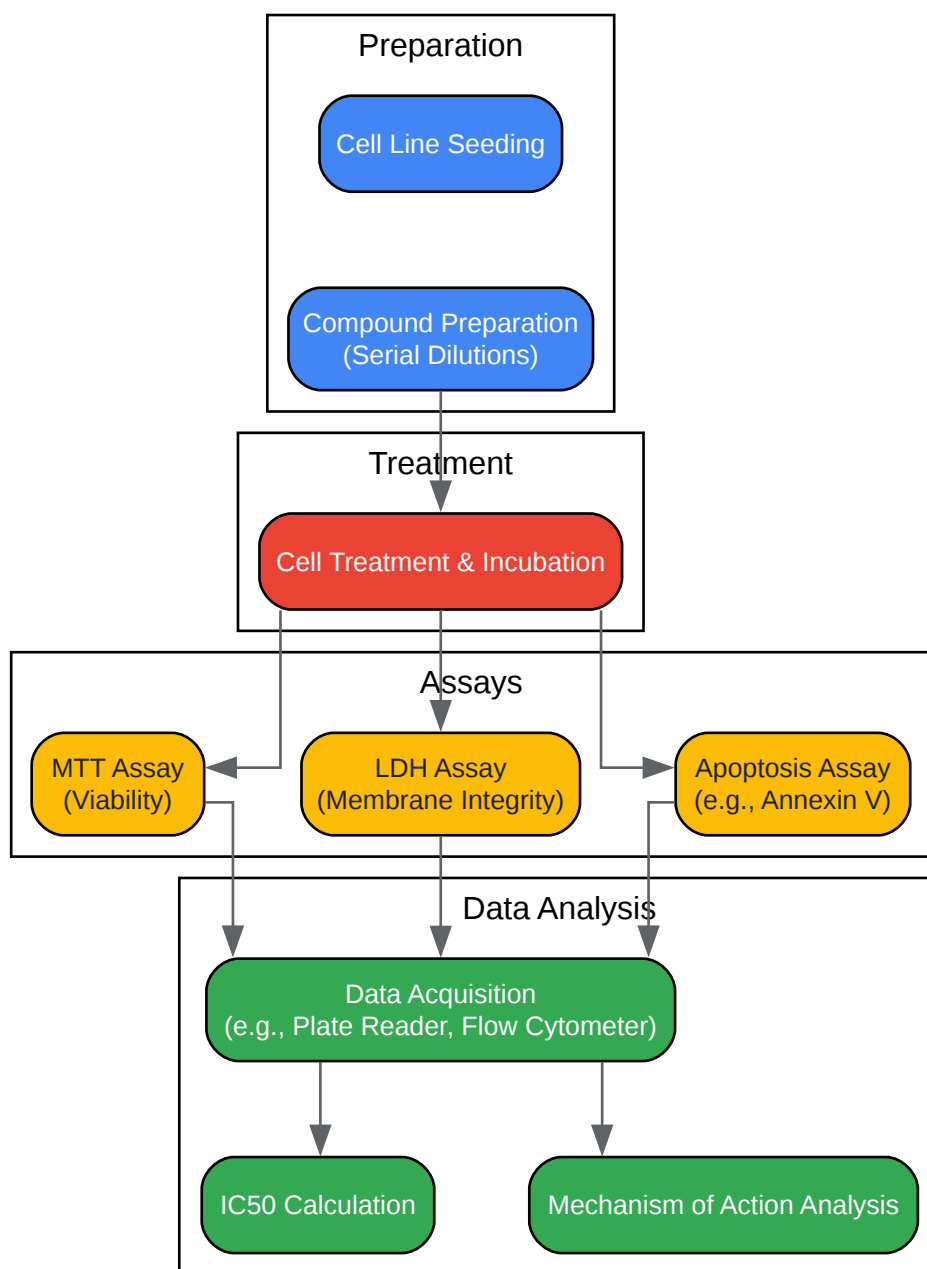 Preparation
Cell Line Seeding
Compound Preparation
(Serial Dilutions)
Treatment
Cell Treatment & Incubation
Assays
MTT Assay
(Viability)
LDH Assay
(Membrane Integrity)
Apoptosis Assay
(e.g., Annexin V)
Data Analysis
Data Acquisition
(e.g., Plate Reader, Flow Cytometer)
IC50 Calculation
Mechanism of Action Analysis